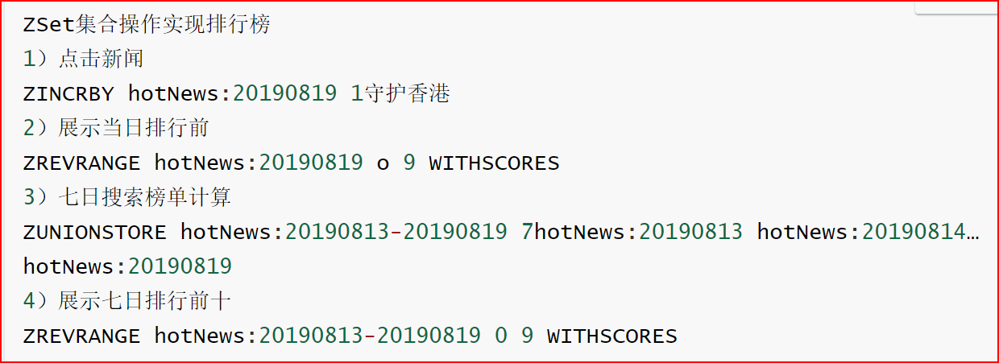 ZSet集合操作实现排行榜
1）点击新闻
ZINCRBY hotNews:20190819 1守护香港
2）展示当日排行前
ZREVRANGE hotNews:20190819 o 9 WITHSCORES
3）七日搜索榜单计算
ZUNIONSTORE hotNews:20190813-20190819 7hotNews:20190813 hotNews:20190814…
hotNews:20190819
4）展示七日排行前十
ZREVRANGE hotNews:20190813-20190819 0 9 WITHSCORES